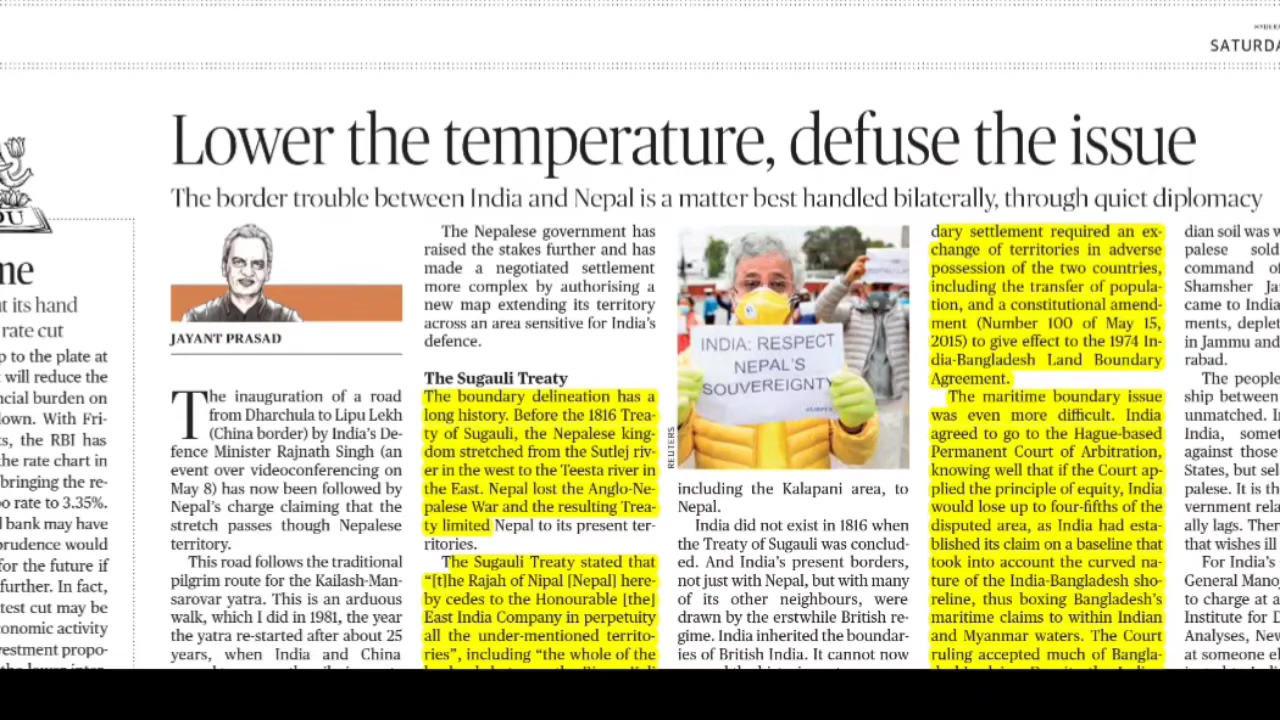 SATURDA
Lower the temperature, defuse the issue
The border trouble between India and Nepal is a matter best handled bilaterally, through quiet diplomacy
DU
me
ut its hand
rate cut
p to the plate at
will reduce the
ncial burden on
down. With Fri-
ts, the RBI has
the rate chart in
bringing the re-
po rate to 3.35%.
l bank may have
prudence would
for the future if
further. In fact,
test cut may be
conomic activity
vestment propo-
JAYANT PRASAD
The inauguration of a road
from Dharchula to Lipu Lekh
(China border) by India's De-
fence Minister Rajnath Singh (an
event over videoconferencing on
May 8) has now been followed by
Nepal's charge claiming that the
stretch passes though Nepalese
territory.
This road follows the traditional
pilgrim route for the Kailash-Man-
sarovar yatra. This is an arduous
walk, which I did in 1981, the year
the yatra re-started after about 25
years, when India and China
The Nepalese government has
raised the stakes further and has
made a negotiated settlement
more complex by authorising a
new map extending its territory
across an area sensitive for India's
defence.
The Sugauli Treaty
The boundary delineation has a
long history. Before the 1816 Trea-
ty of Sugauli, the Nepalese king-
dom stretched from the Sutlej riv-
er in the west to the Teesta river in
the East. Nepal lost the Anglo-Ne-
palese War and the resulting Trea-
ty limited Nepal to its present ter-
ritories.
The Sugauli Treaty stated that
"[t]he Rajah of Nipal [Nepal] here-
by cedes to the Honourable [the]
East India Company in perpetuity
all the under-mentioned territo-
ries", including "the whole of the
INDIA: RESPECT
NEPAL'S
SOUVEREIGNTY
REUTERS
including the Kalapani area, to
Nepal.
India did not exist in 1816 when
the Treaty of Sugauli was conclud-
ed. And India's present borders,
not just with Nepal, but with many
of its other neighbours, were
drawn by the erstwhile British re-
gime. India inherited the boundar-
ies of British India. It cannot now
dary settlement required an ex-
change of territories in adverse
possession of the two countries,
including the transfer of popula-
tion, and a constitutional amend-
ment (Number 100 of May 15,
2015) to give effect to the 1974 In-
dia-Bangladesh Land Boundary
Agreement.
The maritime boundary issue
was even more difficult. India
agreed to go to the Hague-based
Permanent Court of Arbitration,
knowing well that if the Court ap-
plied the principle of equity, India
would lose up to four-fifths of the
disputed area, as India had esta-
blished its claim on a baseline that
took into account the curved na-
ture of the India-Bangladesh sho-
reline, thus boxing Bangladesh's
maritime claims to within Indian
and Myanmar waters. The Court
ruling accepted much of Bangla-
dian soil was w
palese sold
command of
Shamsher Ja
came to India
ments, deplet
in Jammu and
rabad.
The people
ship between
unmatched. I
India, somet
against those
States, but sel
palese. It is th
vernment rela
ally lags. Ther
that wishes ill
For India's
General Mano
to charge at a
Institute for D
Analyses, New
at someone el